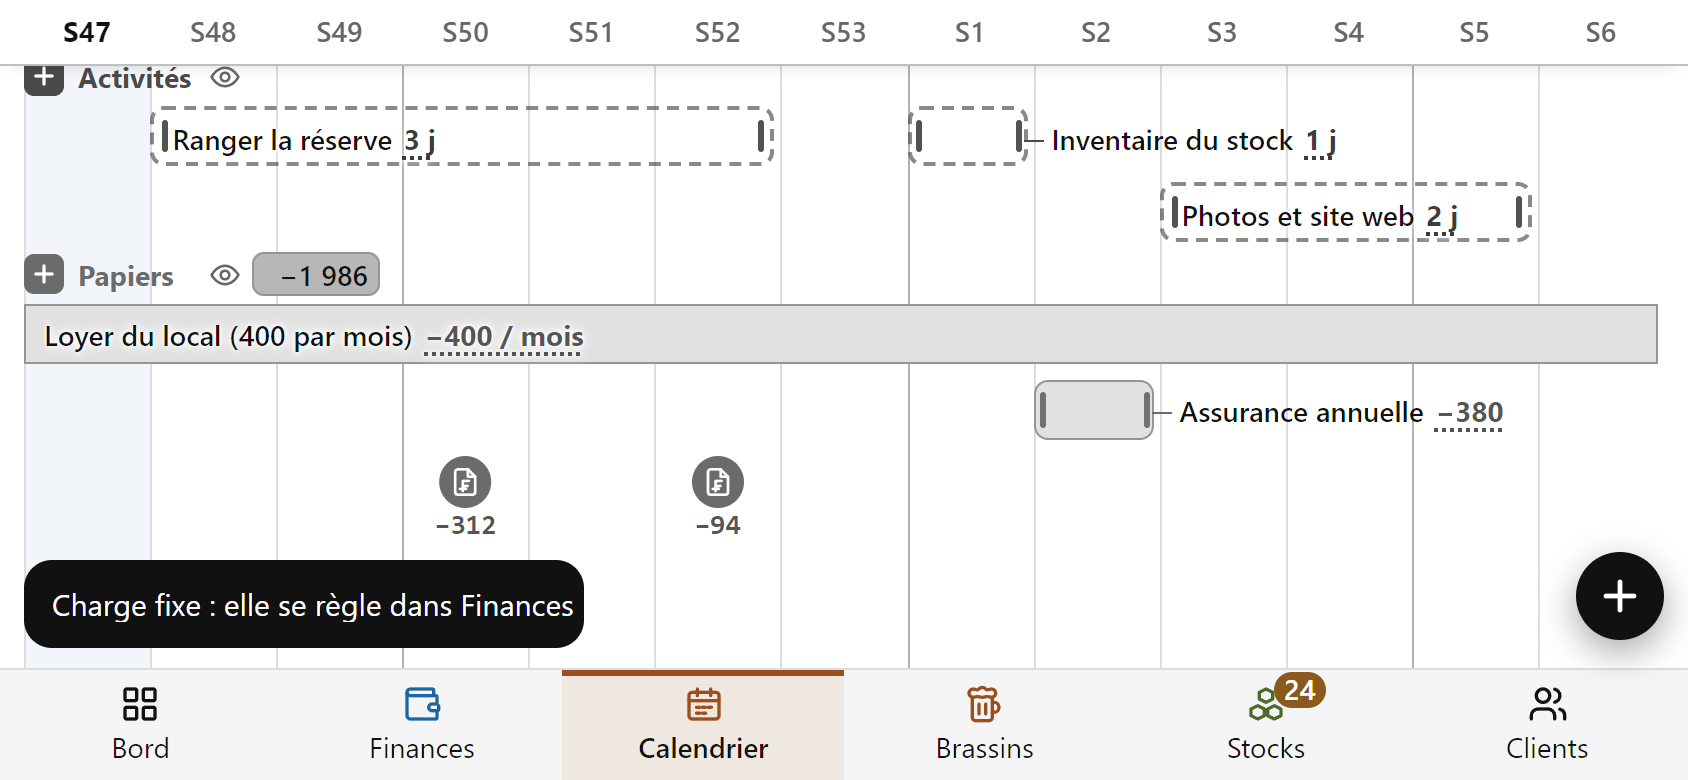 S47 S48 S49 S50 S51 S52 S53 S1 S2 S3 S4 S5 S6
Activités
Ranger la réserve 3 j
Inventaire du stock 1 j
Photos et site web 2 j
Papiers −1 986
Loyer du local (400 par mois) −400 / mois
Assurance annuelle −380
−312 −94
Charge fixe : elle se règle dans Finances
24
Bord Finances Calendrier Brassins Stocks Clients